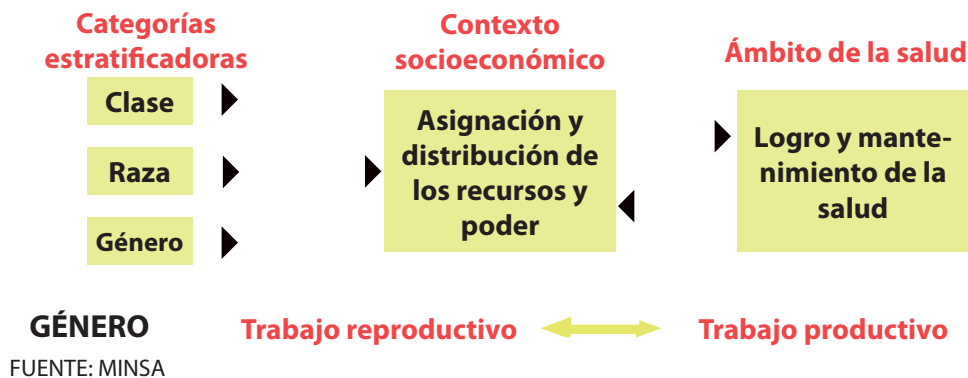 Categorías
estratificadoras
Clase
Raza
Género
Contexto
socioeconómico
Asignación y
distribución de
los recursos y
poder
Ámbito de la salud
Logro y mante-
nimiento de la
salud
GÉNERO
Trabajo reproductivo
Trabajo productivo
FUENTE: MINSA